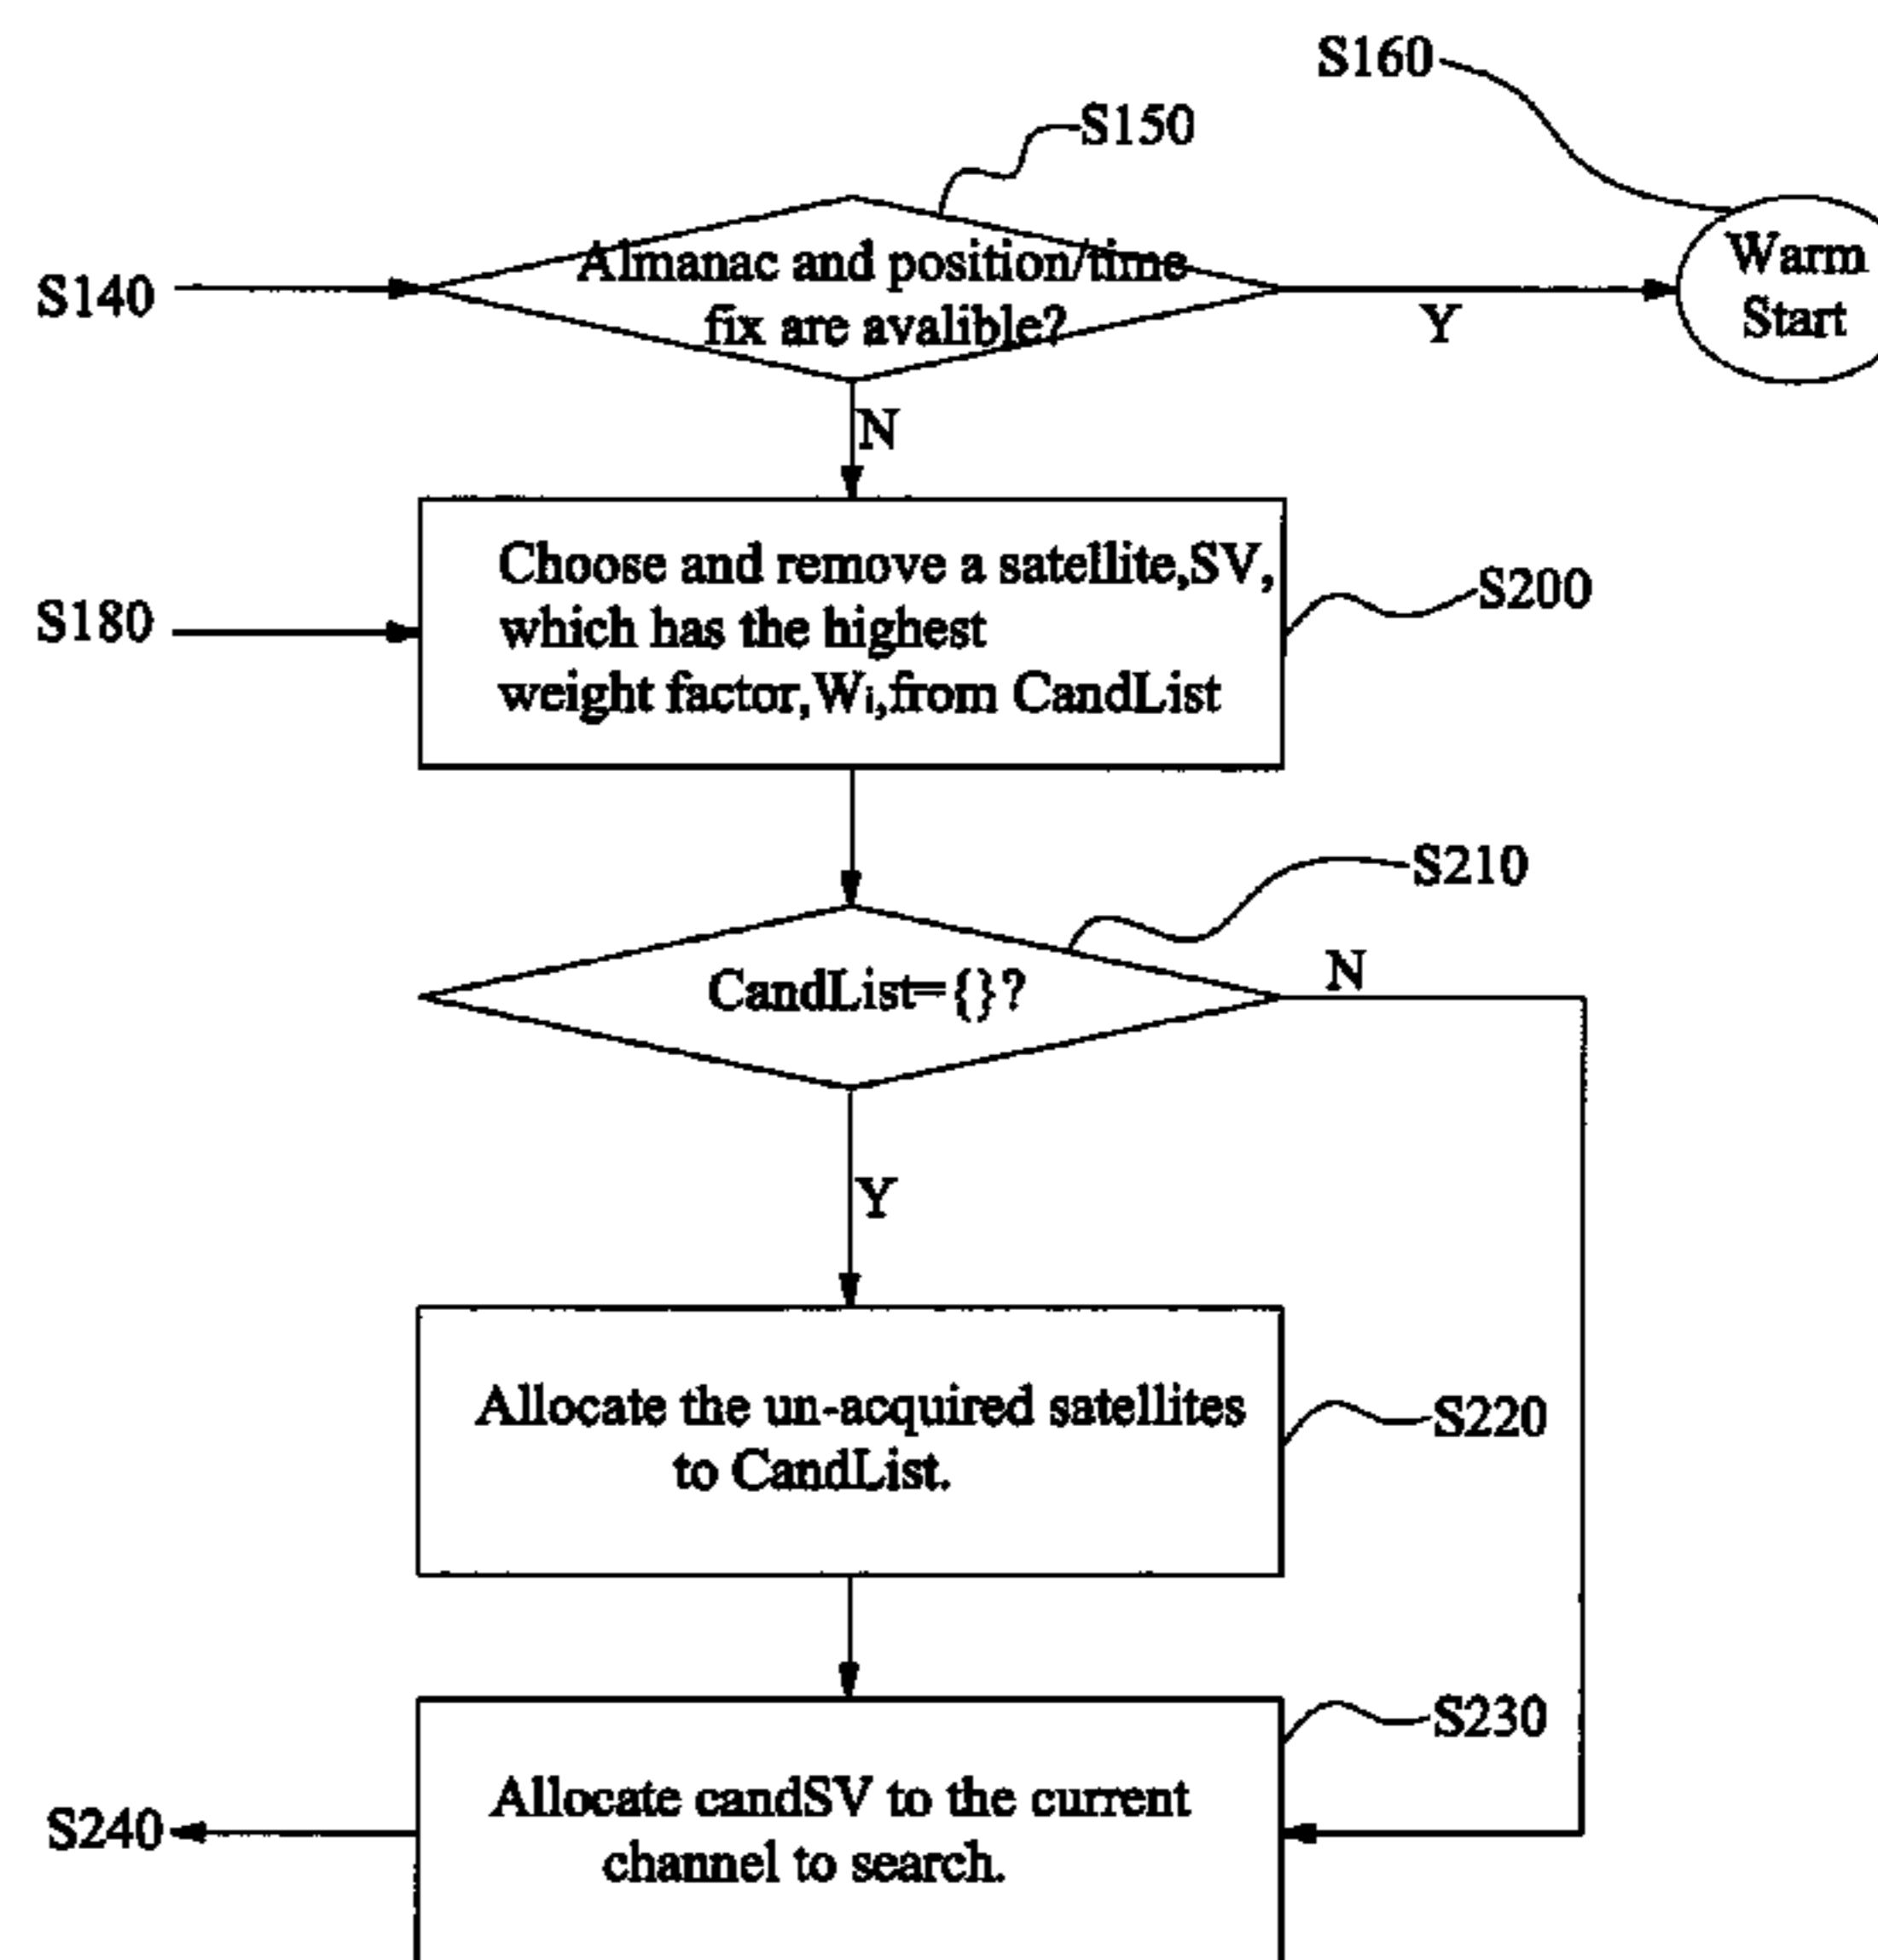 S160
S150
Almanac and position/time
fix are avalible?
Warm
Start
S140
Y
N
Choose and remove a satellite,SV,
which has the highest
weight factor,Wi,from CandList
S200
S180
S210
CandList={}?
N
Y
Allocate the un-acquired satellites
to CandList.
S220
S230
Allocate candSV to the current
channel to search.
S240